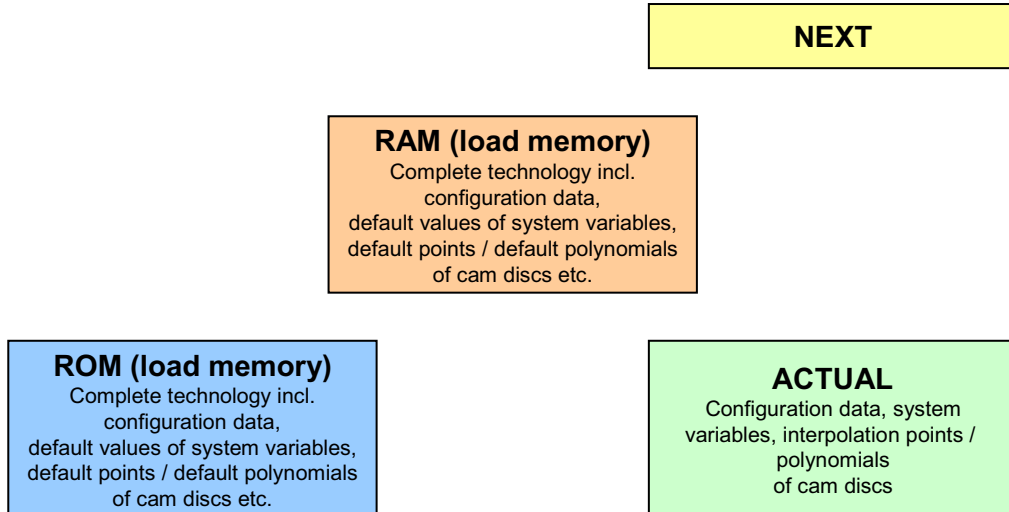 NEXT
RAM (load memory)
Complete technology incl.
configuration data,
default values of system variables,
default points / default polynomials
of cam discs etc.
ROM (load memory)
Complete technology incl.
configuration data,
default values of system variables,
default points / default polynomials
of cam discs etc.
ACTUAL
Configuration data, system
variables, interpolation points /
polynomials
of cam discs